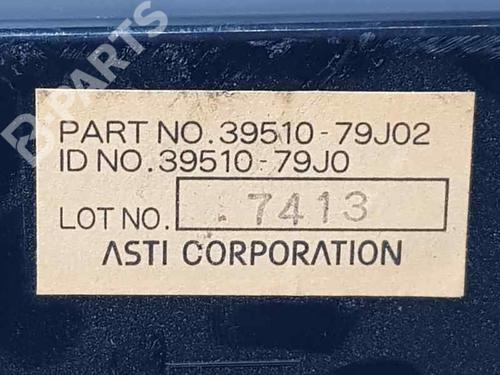 B-PARTS
PART NO. 39510-79J02
ID NO. 39510-79J0
LOT NO. . 7413
ASTI CORPORATION